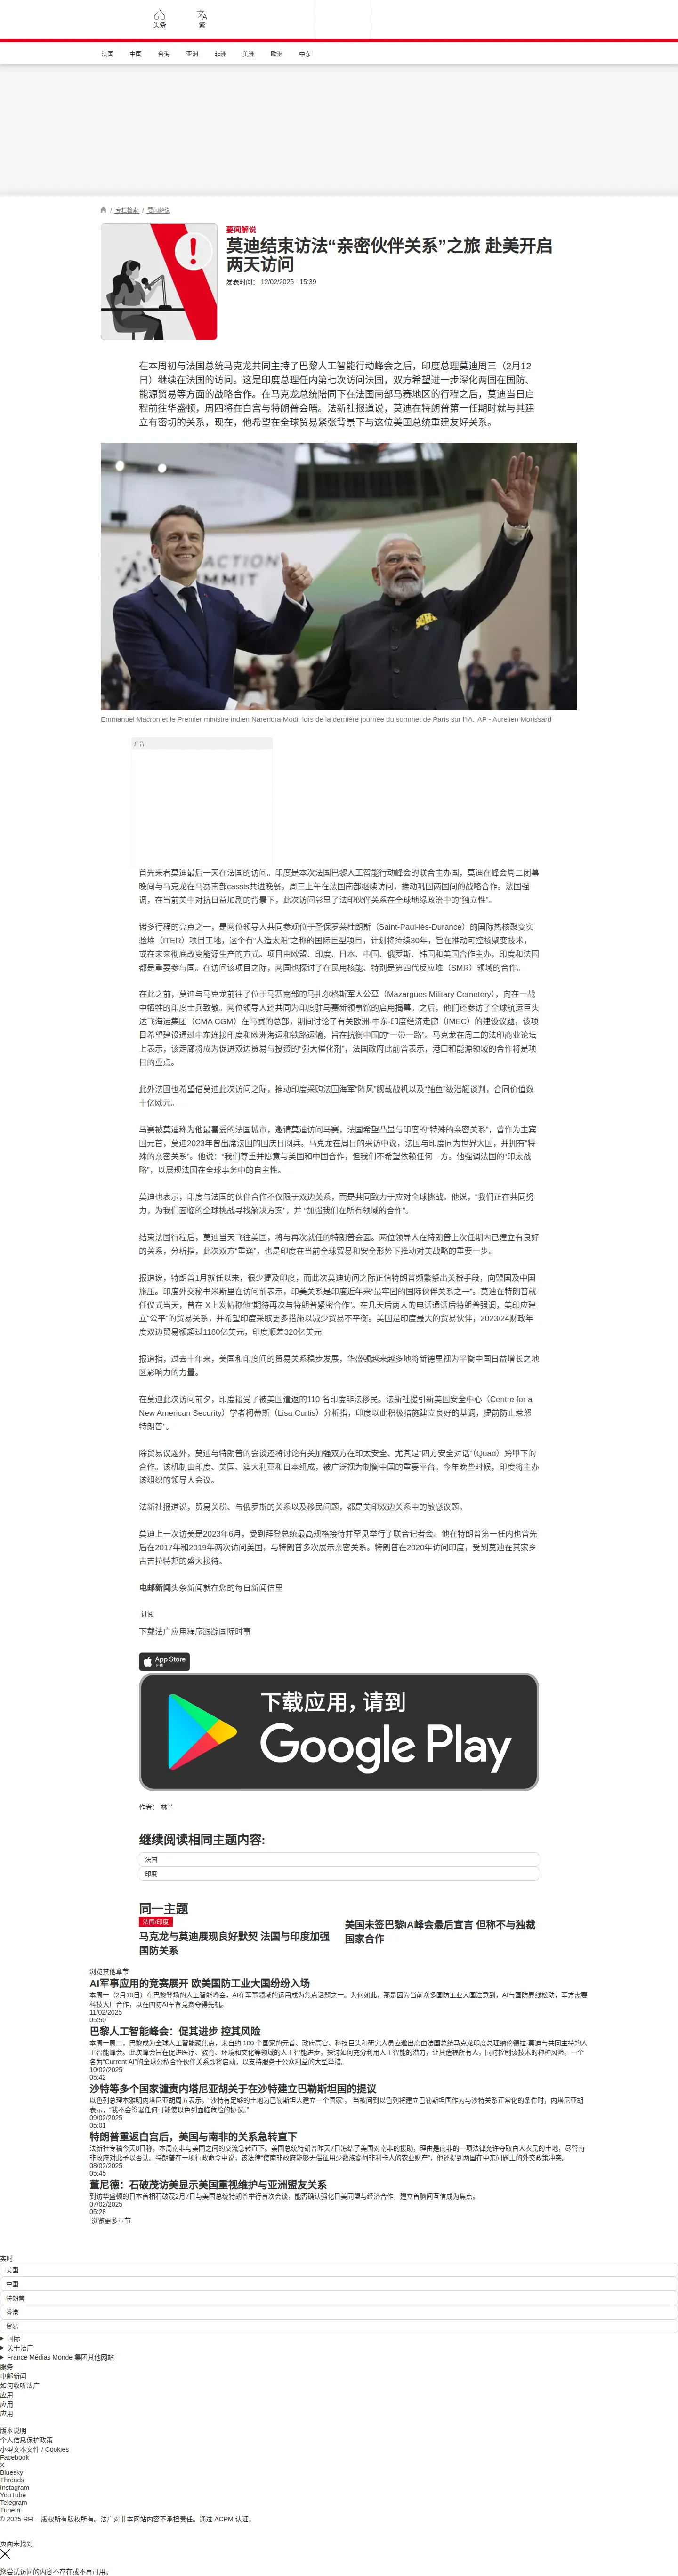 头条
繁
法国
中国
台海
亚洲
非洲
美洲
欧洲
中东
/ 专栏检索 / 要闻解说
要闻解说
莫迪结束访法“亲密伙伴关系”之旅 赴美开启
两天访问
发表时间： 12/02/2025 - 15:39
在本周初与法国总统马克龙共同主持了巴黎人工智能行动峰会之后，印度总理莫迪周三（2月12
日）继续在法国的访问。这是印度总理任内第七次访问法国，双方希望进一步深化两国在国防、
能源贸易等方面的战略合作。在马克龙总统陪同下在法国南部马赛地区的行程之后，莫迪当日启
程前往华盛顿，周四将在白宫与特朗普会晤。法新社报道说，莫迪在特朗普第一任期时就与其建
立有密切的关系，现在，他希望在全球贸易紧张背景下与这位美国总统重建友好关系。
ACTION
SUMMIT
Emmanuel Macron et le Premier ministre indien Narendra Modi, lors de la dernière journée du sommet de Paris sur l'IA. AP - Aurelien Morissard
广告
首先来看莫迪最后一天在法国的访问。印度是本次法国巴黎人工智能行动峰会的联合主办国，莫迪在峰会周二闭幕
晚间与马克龙在马赛南部cassis共进晚餐，周三上午在法国南部继续访问，推动巩固两国间的战略合作。法国强
调，在当前美中对抗日益加剧的背景下，此次访问彰显了法印伙伴关系在全球地缘政治中的“独立性”。
诸多行程的亮点之一，是两位领导人共同参观位于圣保罗莱杜朗斯（Saint-Paul-lès-Durance）的国际热核聚变实
验堆（ITER）项目工地，这个有“人造太阳”之称的国际巨型项目，计划将持续30年，旨在推动可控核聚变技术，
或在未来彻底改变能源生产的方式。项目由欧盟、印度、日本、中国、俄罗斯、韩国和美国合作主办，印度和法国
都是重要参与国。在访问该项目之际，两国也探讨了在民用核能、特别是第四代反应堆（SMR）领域的合作。
在此之前，莫迪与马克龙前往了位于马赛南部的马扎尔格斯军人公墓（Mazargues Military Cemetery），向在一战
中牺牲的印度士兵致敬。两位领导人还共同为印度驻马赛新领事馆的启用揭幕。之后，他们还参访了全球航运巨头
达飞海运集团（CMA CGM）在马赛的总部，期间讨论了有关欧洲-中东-印度经济走廊（IMEC）的建设议题，该项
目希望建设通过中东连接印度和欧洲海运和铁路运输，旨在抗衡中国的“一带一路”。马克龙在周二的法印商业论坛
上表示，该走廊将成为促进双边贸易与投资的“强大催化剂”，法国政府此前曾表示，港口和能源领域的合作将是项
目的重点。
此外法国也希望借莫迪此次访问之际，推动印度采购法国海军“阵风”舰载战机以及“鲉鱼”级潜艇谈判，合同价值数
十亿欧元。
马赛被莫迪称为他最喜爱的法国城市，邀请莫迪访问马赛，法国希望凸显与印度的“特殊的亲密关系”，曾作为主宾
国元首，莫迪2023年曾出席法国的国庆日阅兵。马克龙在周日的采访中说，法国与印度同为世界大国，并拥有“特
殊的亲密关系”。他说：“我们尊重并愿意与美国和中国合作，但我们不希望依赖任何一方。他强调法国的“印太战
略”，以展现法国在全球事务中的自主性。
莫迪也表示，印度与法国的伙伴合作不仅限于双边关系，而是共同致力于应对全球挑战。他说，“我们正在共同努
力，为我们面临的全球挑战寻找解决方案”，并 “加强我们在所有领域的合作”。
结束法国行程后，莫迪当天飞往美国，将与再次就任的特朗普会面。两位领导人在特朗普上次任期内已建立有良好
的关系，分析指，此次双方“重逢”，也是印度在当前全球贸易和安全形势下推动对美战略的重要一步。
报道说，特朗普1月就任以来，很少提及印度，而此次莫迪访问之际正值特朗普频繁祭出关税手段，向盟国及中国
施压。印度外交秘书米斯里在访问前表示，印美关系是印度近年来“最牢固的国际伙伴关系之一”。莫迪在特朗普就
任仪式当天，曾在 X上发帖称他“期待再次与特朗普紧密合作”。在几天后两人的电话通话后特朗普强调，美印应建
立“公平”的贸易关系，并希望印度采取更多措施以减少贸易不平衡。美国是印度最大的贸易伙伴，2023/24财政年
度双边贸易额超过1180亿美元，印度顺差320亿美元
报道指，过去十年来，美国和印度间的贸易关系稳步发展，华盛顿越来越多地将新德里视为平衡中国日益增长之地
区影响力的力量。
在莫迪此次访问前夕，印度接受了被美国遣返的110 名印度非法移民。法新社援引新美国安全中心（Centre for a
New American Security）学者柯蒂斯（Lisa Curtis）分析指，印度以此积极措施建立良好的基调，提前防止惹怒
特朗普”。
除贸易议题外，莫迪与特朗普的会谈还将讨论有关加强双方在印太安全、尤其是“四方安全对话”（Quad）跨甲下的
合作。该机制由印度、美国、澳大利亚和日本组成，被广泛视为制衡中国的重要平台。今年晚些时候，印度将主办
该组织的领导人会议。
法新社报道说，贸易关税、与俄罗斯的关系以及移民问题，都是美印双边关系中的敏感议题。
莫迪上一次访美是2023年6月，受到拜登总统最高规格接待并罕见举行了联合记者会。他在特朗普第一任内也曾先
后在2017年和2019年两次访问美国，与特朗普多次展示亲密关系。特朗普在2020年访问印度，受到莫迪在其家乡
古吉拉特邦的盛大接待。
电邮新闻头条新闻就在您的每日新闻信里
订阅
下载法广应用程序跟踪国际时事
App Store
下载
下载应用，请到
Google Play
作者： 林兰
继续阅读相同主题内容:
法国
印度
同一主题
法国/印度
马克龙与莫迪展现良好默契 法国与印度加强
国防关系
美国未签巴黎IA峰会最后宣言 但称不与独裁
国家合作
浏览其他章节
AI军事应用的竞赛展开 欧美国防工业大国纷纷入场
本周一（2月10日）在巴黎登场的人工智能峰会，AI在军事领域的运用成为焦点话题之一。为何如此，那是因为当前众多国防工业大国注意到，AI与国防界线松动，军方需要
科技大厂合作，以在国防AI军备竞赛夺得先机。
11/02/2025
05:50
巴黎人工智能峰会：促其进步 控其风险
本周一周二，巴黎成为全球人工智能聚焦点，来自约 100 个国家的元首、政府高官、科技巨头和研究人员应邀出席由法国总统马克龙印度总理纳伦德拉·莫迪与共同主持的人
工智能峰会。此次峰会旨在促进医疗、教育、环境和文化等领域的人工智能进步，探讨如何充分利用人工智能的潜力，让其造福所有人，同时控制该技术的种种风险。一个
名为“Current AI”的全球公私合作伙伴关系即将启动，以支持服务于公众利益的大型举措。
10/02/2025
05:42
沙特等多个国家谴责内塔尼亚胡关于在沙特建立巴勒斯坦国的提议
以色列总理本雅明内塔尼亚胡周五表示，“沙特有足够的土地为巴勒斯坦人建立一个国家”。 当被问到以色列将建立巴勒斯坦国作为与沙特关系正常化的条件时，内塔尼亚胡
表示，“我不会签署任何可能使以色列面临危险的协议。”
09/02/2025
05:01
特朗普重返白宫后，美国与南非的关系急转直下
法新社专稿今天8日称，本周南非与美国之间的交流急转直下。美国总统特朗普昨天7日冻结了美国对南非的援助，理由是南非的一项法律允许夺取白人农民的土地，尽管南
非政府对此予以否认。特朗普在一项行政命令中说，该法律“使南非政府能够无偿征用少数族裔阿非利卡人的农业财产”，他还提到两国在中东问题上的外交政策冲突。
08/02/2025
05:45
董尼德：石破茂访美显示美国重视维护与亚洲盟友关系
到访华盛顿的日本首相石破茂2月7日与美国总统特朗普举行首次会谈，能否确认强化日美同盟与经济合作，建立首脑间互信成为焦点。
07/02/2025
05:28
浏览更多章节
实时
美国
中国
特朗普
香港
贸易
国际
关于法广
France Médias Monde 集团其他网站
服务
电邮新闻
如何收听法广
应用
应用
应用
版本说明
个人信息保护政策
小型文本文件 / Cookies
Facebook
X
Bluesky
Threads
Instagram
YouTube
Telegram
TuneIn
© 2025 RFI – 版权所有版权所有。法广对非本网站内容不承担责任。通过 ACPM 认证。
页面未找到
您尝试访问的内容不存在或不再可用。